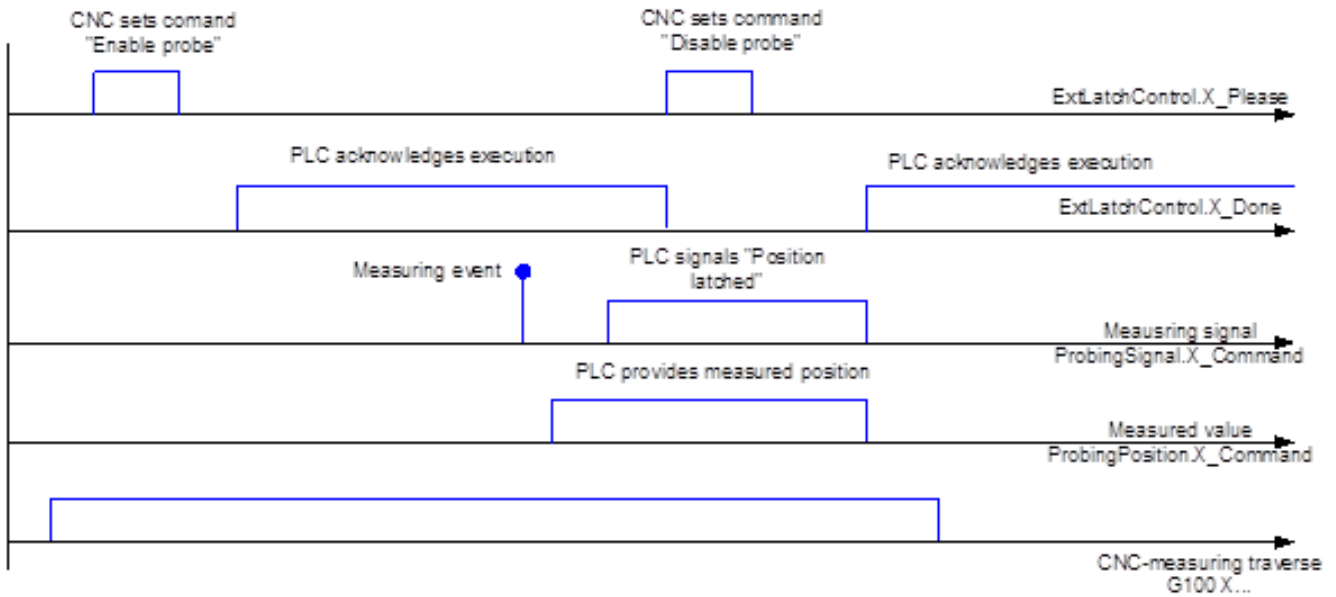 CNC sets comand
"Enable probe"
CNC sets command
"Disable probe"
ExtLatchControl.X_Please
PLC acknowledges execution
PLC acknowledges execution
ExtLatchControl.X_Done
Measuring event
PLC signals "Position
latched"
Meausring signal
ProbingSignal.X_Command
PLC provides measured position
Measured value
ProbingPosition.X_Command
CNC-measuring traverse
G100 X...